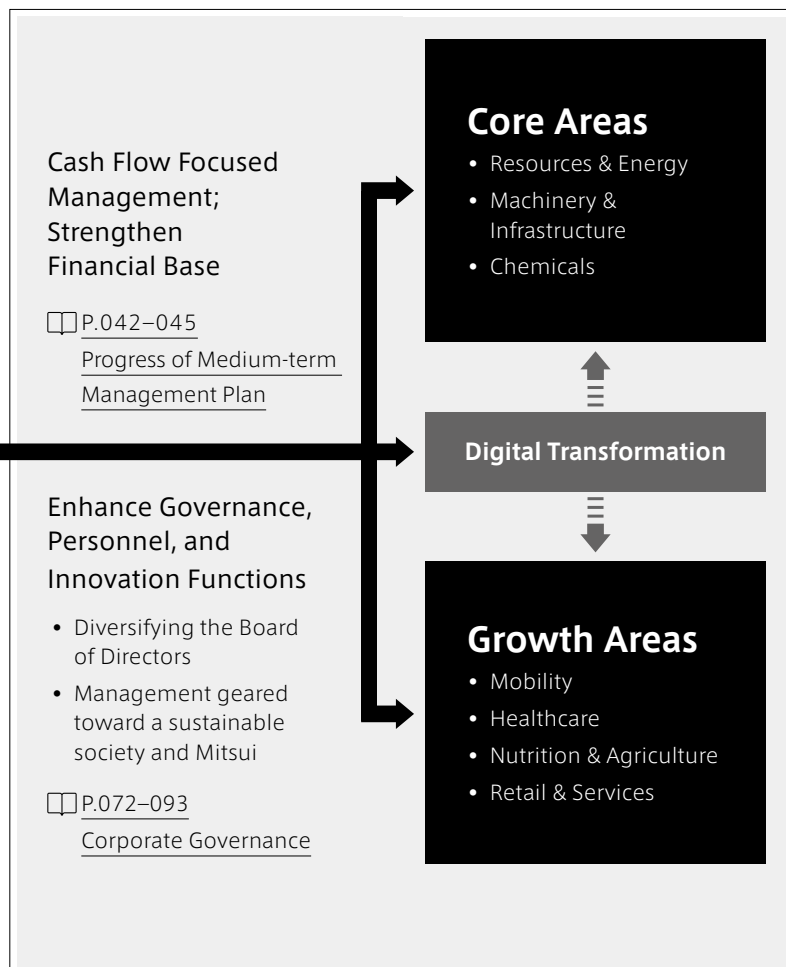 Cash Flow Focused
Management;
Strengthen
Financial Base
P.042–045
Progress of Medium-term
Management Plan
Enhance Governance,
Personnel, and
Innovation Functions
• Diversifying the Board
of Directors
• Management geared
toward a sustainable
society and Mitsui
P.072–093
Corporate Governance
Core Areas
• Resources & Energy
• Machinery &
Infrastructure
• Chemicals
Digital Transformation
Growth Areas
• Mobility
• Healthcare
• Nutrition & Agriculture
• Retail & Services